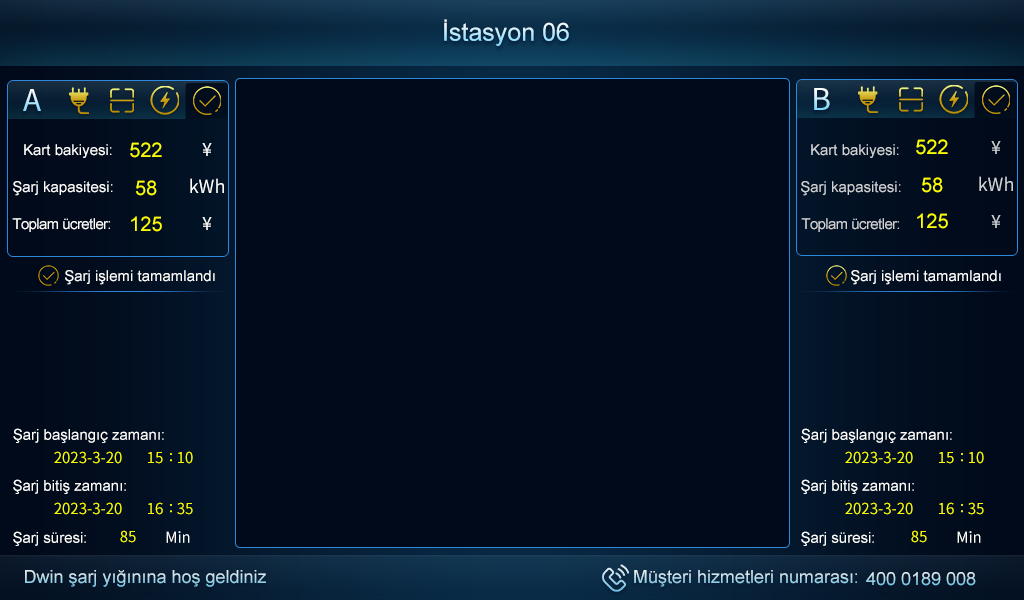 İstasyon 06
A
Kart bakiyesi: 522 ¥
Şarj kapasitesi: 58 kWh
Toplam ücretler: 125 ¥
Şarj işlemi tamamlandı
Şarj başlangıç zamanı:
2023-3-20 15 : 10
Şarj bitiş zamanı:
2023-3-20 16 : 35
Şarj süresi: 85 Min
B
Kart bakiyesi: 522 ¥
Şarj kapasitesi: 58 kWh
Toplam ücretler: 125 ¥
Şarj işlemi tamamlandı
Şarj başlangıç zamanı:
2023-3-20 15 : 10
Şarj bitiş zamanı:
2023-3-20 16 : 35
Şarj süresi: 85 Min
Dwin şarj yığınına hoş geldiniz
Müşteri hizmetleri numarası: 400 0189 008